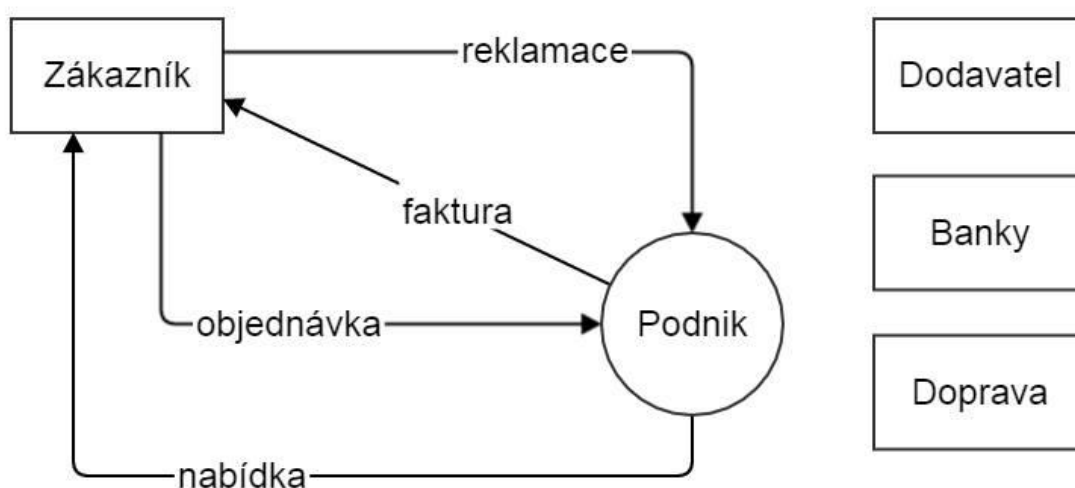 Zákazník
reklamace
Dodavatel
faktura
Banky
objednávka
Podnik
Doprava
nabídka